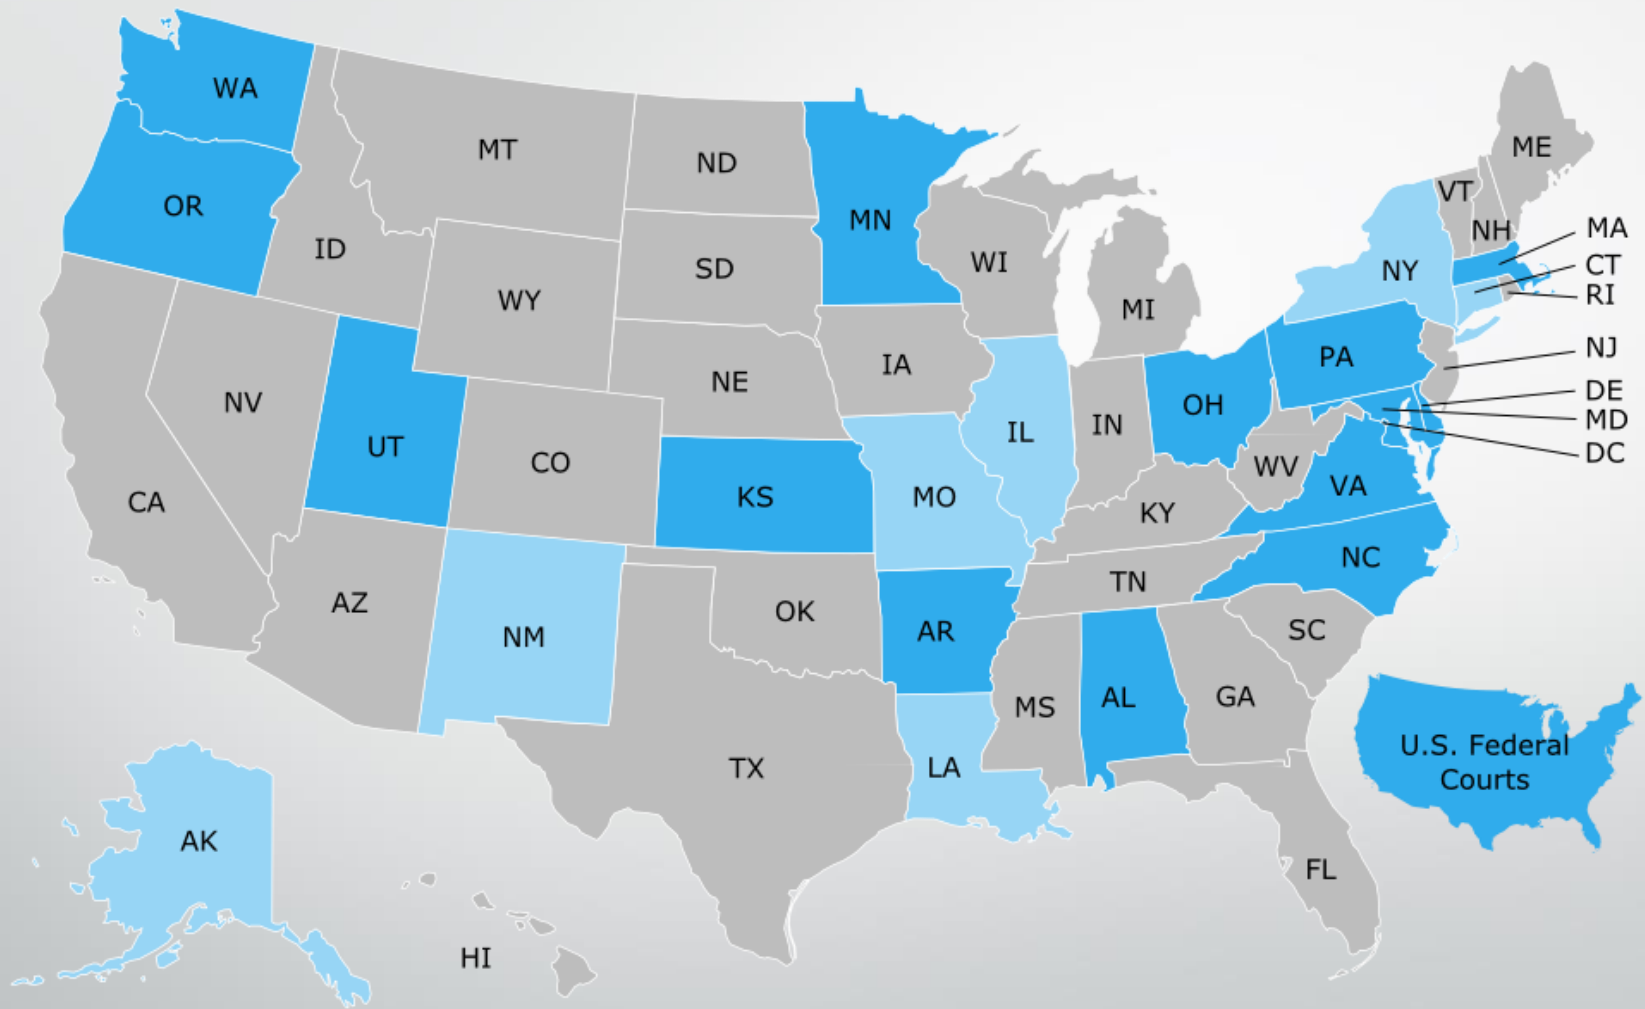 WA
MT
ND
ME
VT
OR
MN
NH
MA
ID
WI
NY
CT
SD
RI
WY
MI
NJ
PA
IA
NE
DE
NV
OH
MD
IN
IL
UT
DC
CO
WV
VA
KS
MO
CA
KY
NC
TN
AZ
OK
NM
AR
SC
AL
GA
MS
U.S. Federal
Courts
TX
LA
AK
FL
HI